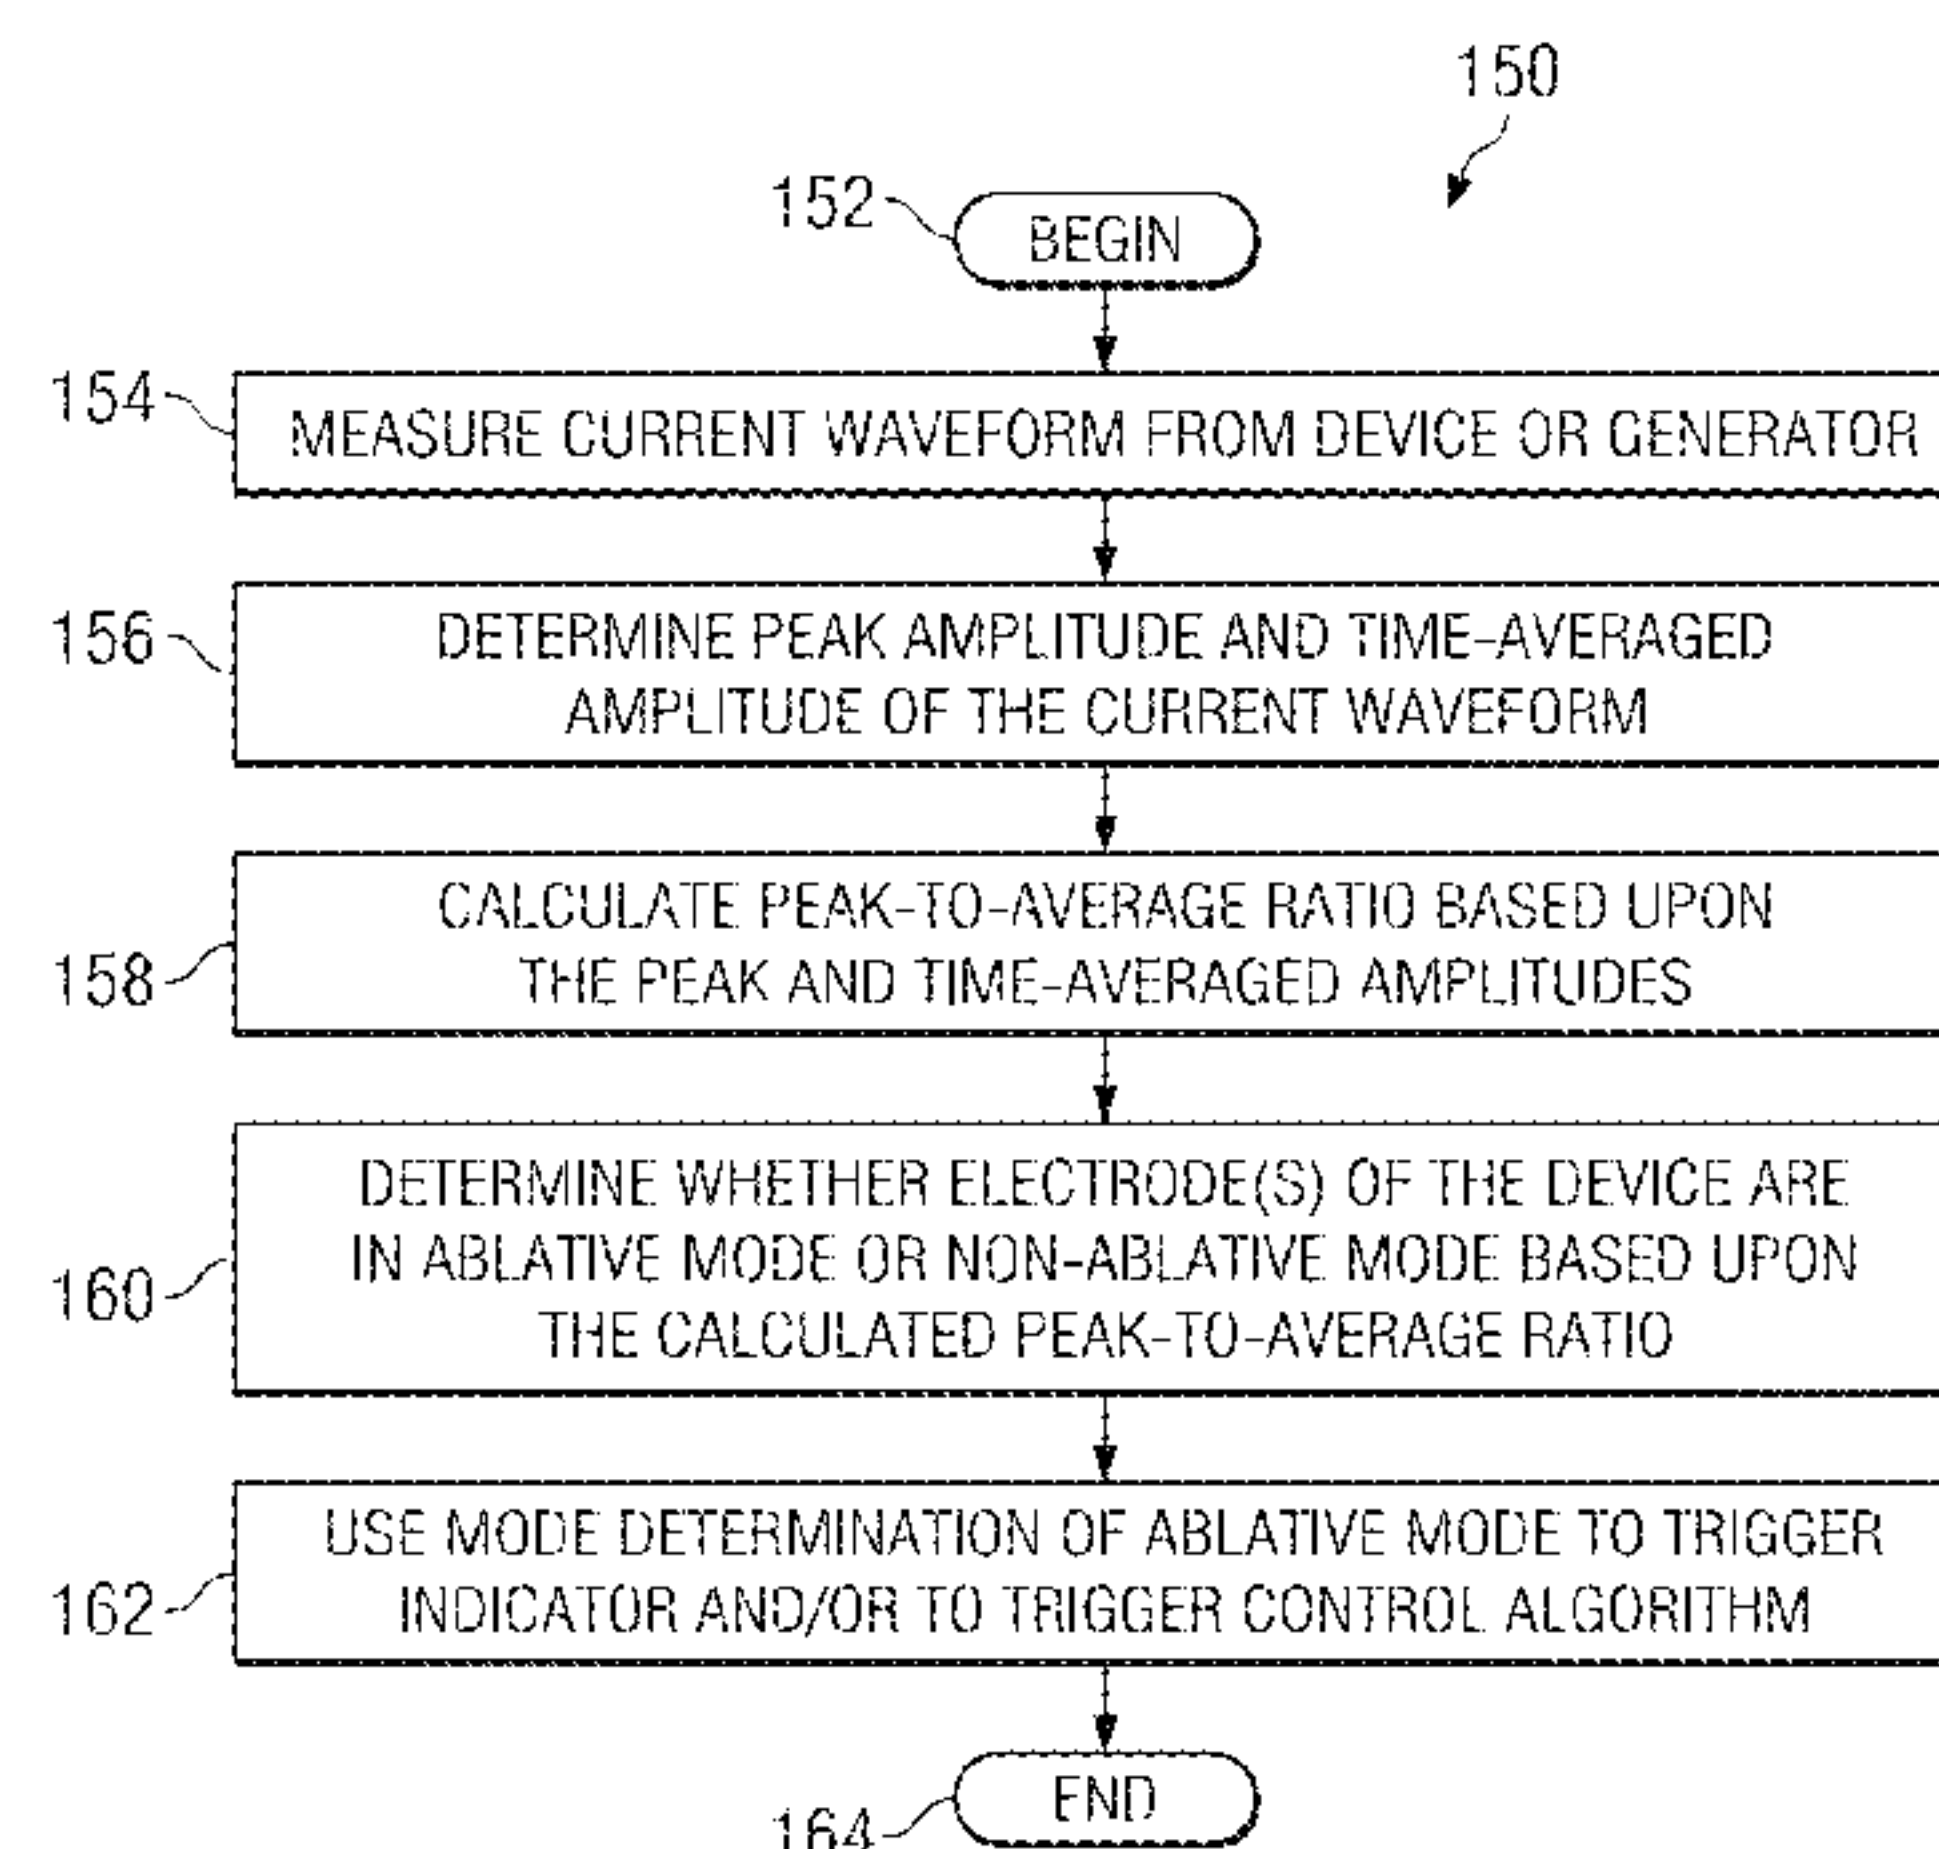 150
152
BEGIN
154
MEASURE CURRENT WAVEFORM FROM DEVICE OR GENERATOR
156
DETERMINE PEAK AMPLITUDE AND TIME-AVERAGED
AMPLITUDE OF THE CURRENT WAVEFORM
CALCULATE PEAK-TO-AVERAGE RATIO BASED UPON
THE PEAK AND TIME-AVERAGED AMPLITUDES
158
DETERMINE WHETHER ELECTRODE(S) OF THE DEVICE ARE
IN ABLATIVE MODE OR NON-ABLATIVE MODE BASED UPON
THE CALCULATED PEAK-TO-AVERAGE RATIO
160
USE MODE DETERMINATION OF ABLATIVE MODE TO TRIGGER
INDICATOR AND/OR TO TRIGGER CONTROL ALGORITHM
162
END
164